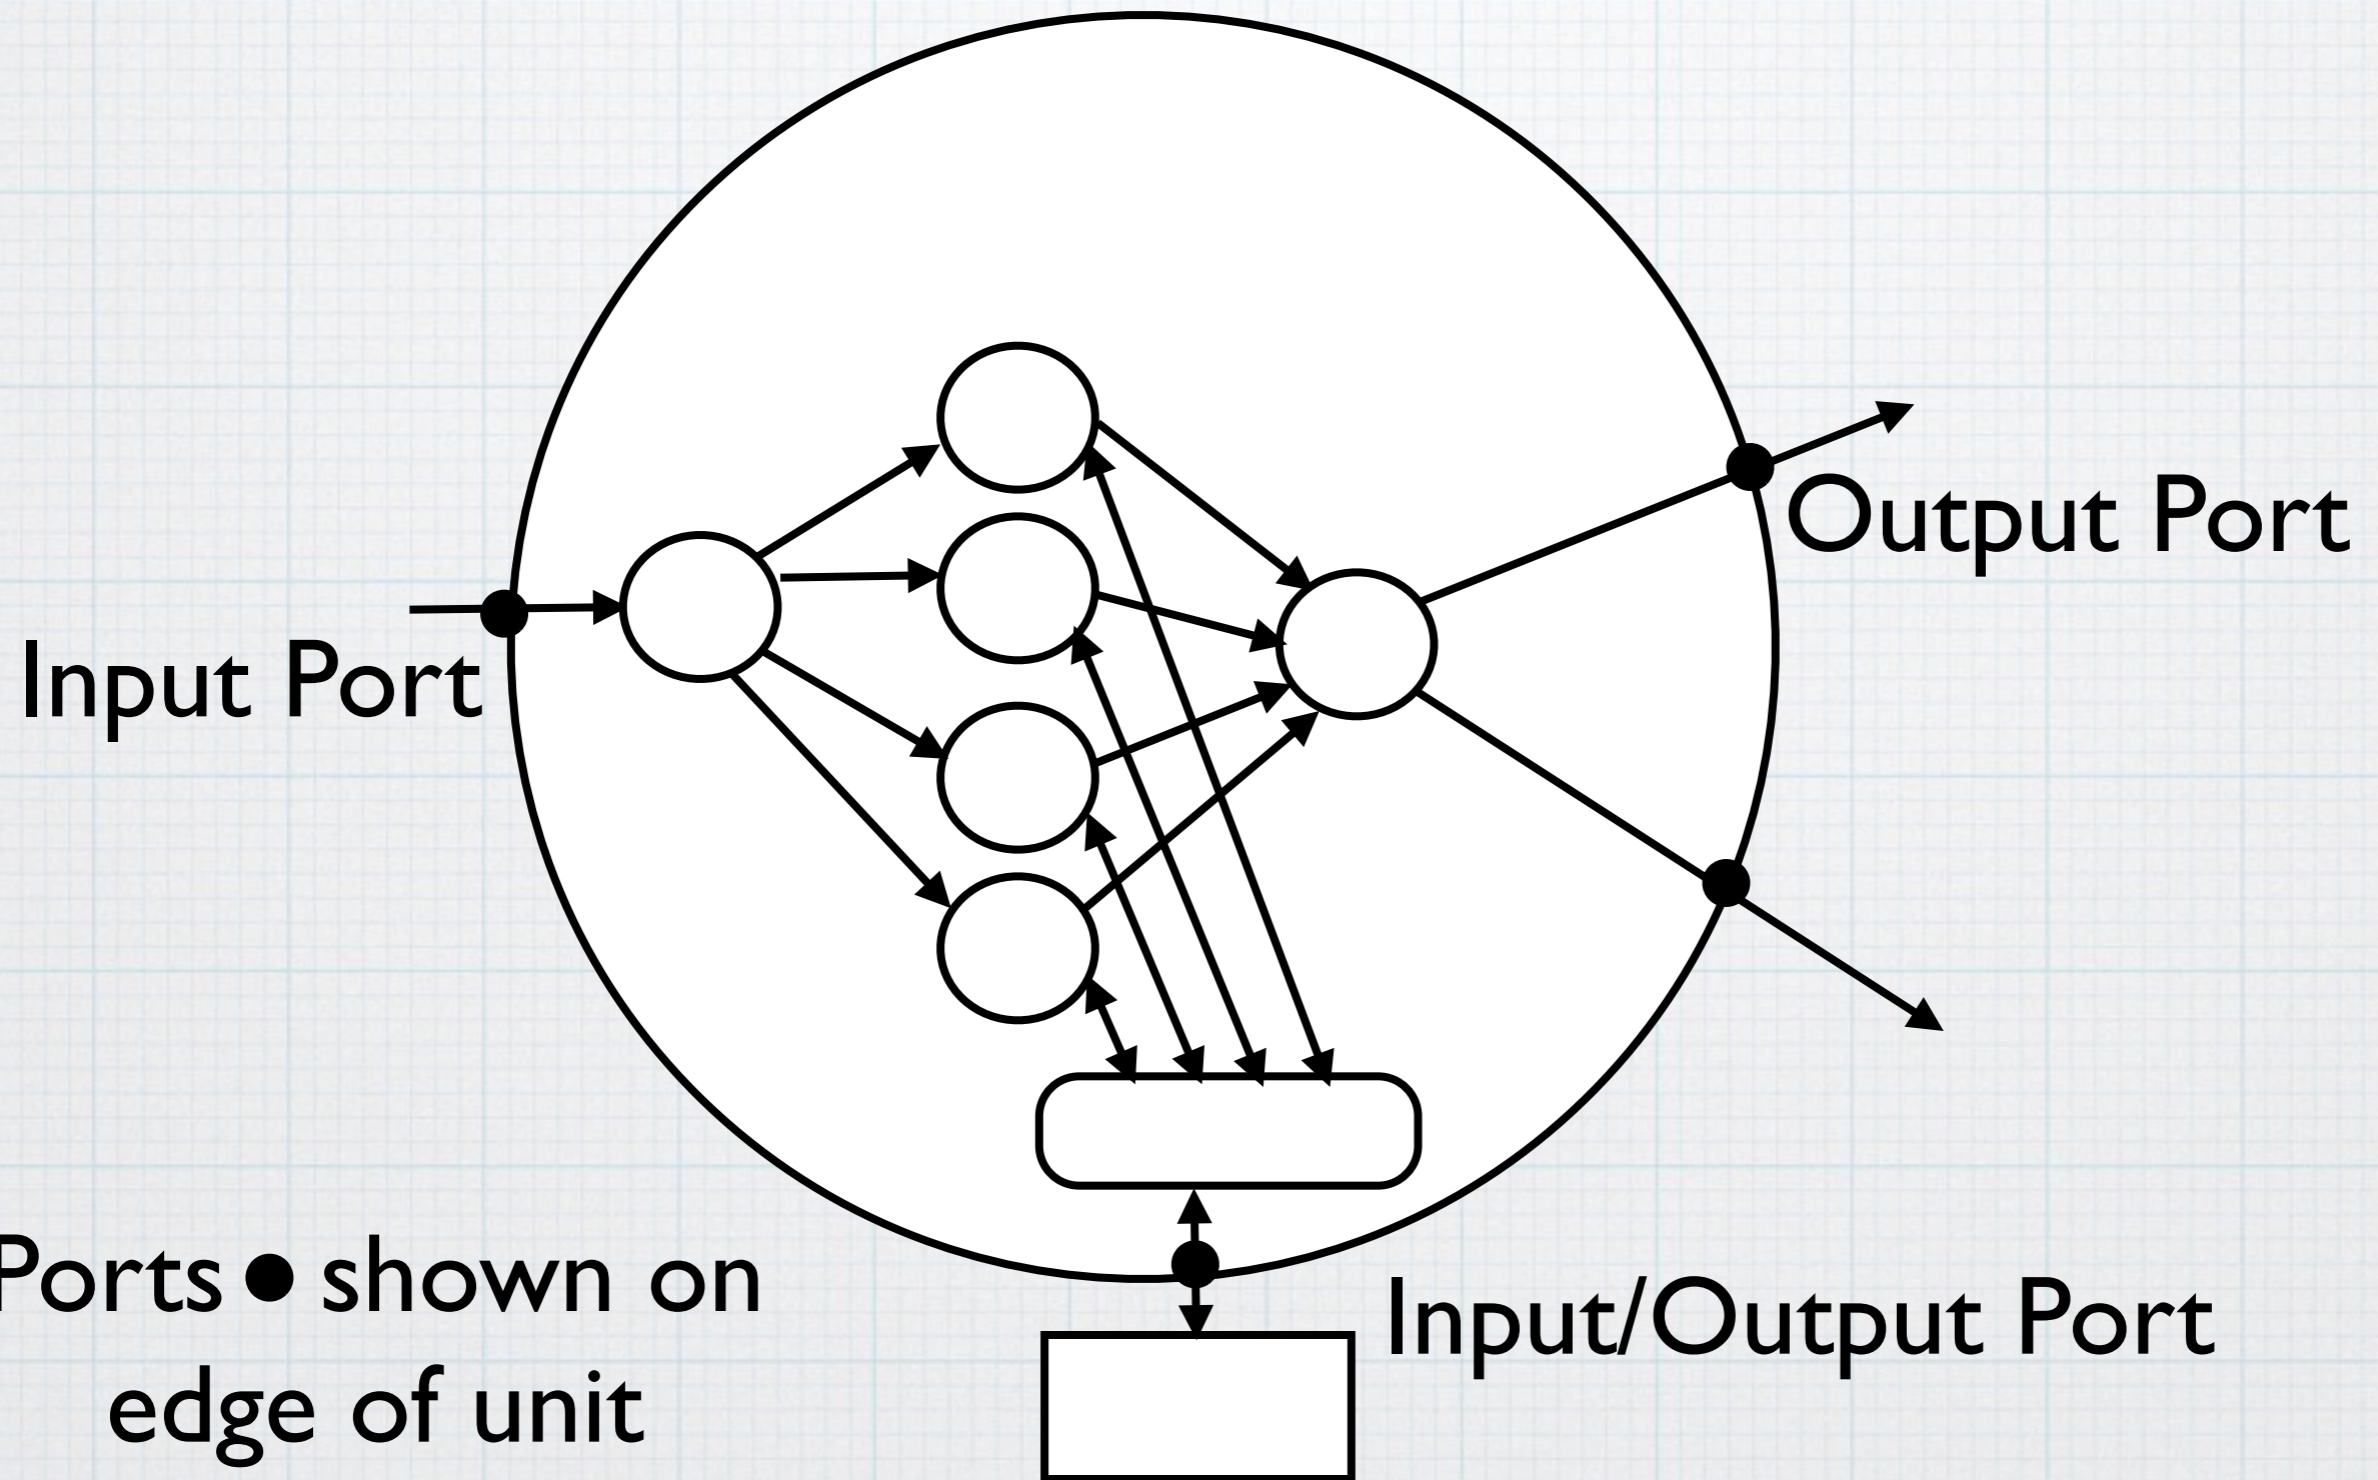 Output Port
Input Port
Ports ● shown on
edge of unit
Input/Output Port